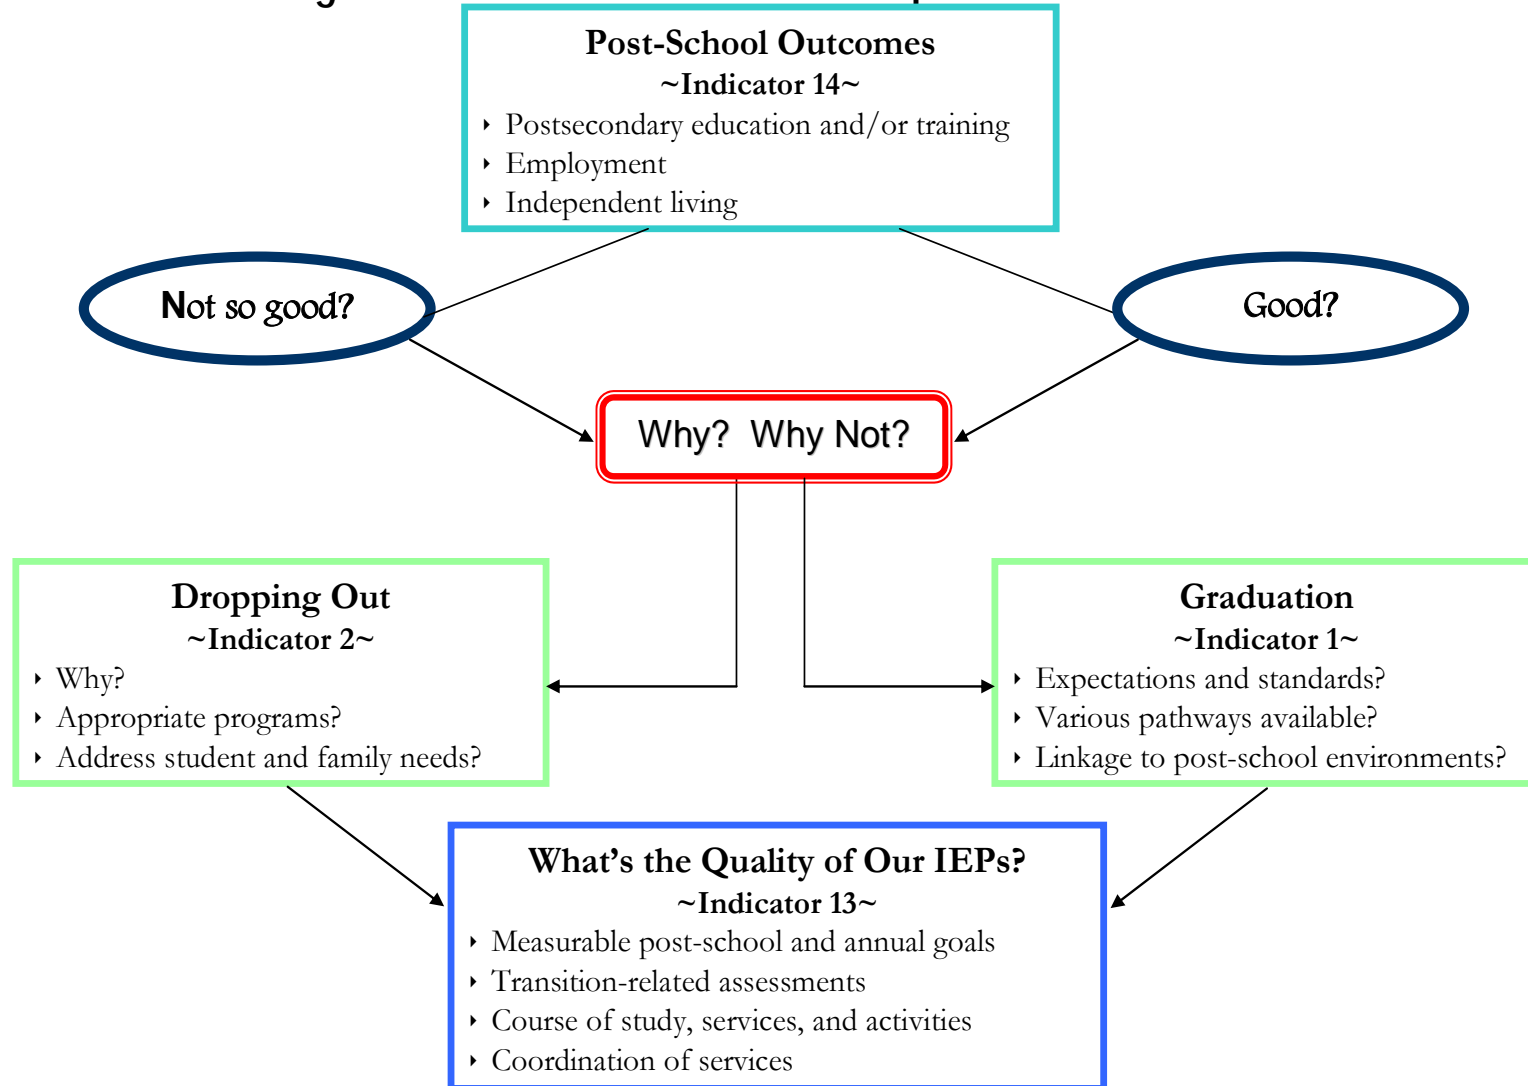 Post-School Outcomes
~Indicator 14~
‣ Postsecondary education and/or training
‣ Employment
‣ Independent living
Not so good?
Good?
Why? Why Not?
Dropping Out
~Indicator 2~
‣ Why?
‣ Appropriate programs?
‣ Address student and family needs?
Graduation
~Indicator 1~
‣ Expectations and standards?
‣ Various pathways available?
‣ Linkage to post-school environments?
What’s the Quality of Our IEPs?
~Indicator 13~
‣ Measurable post-school and annual goals
‣ Transition-related assessments
‣ Course of study, services, and activities
‣ Coordination of services